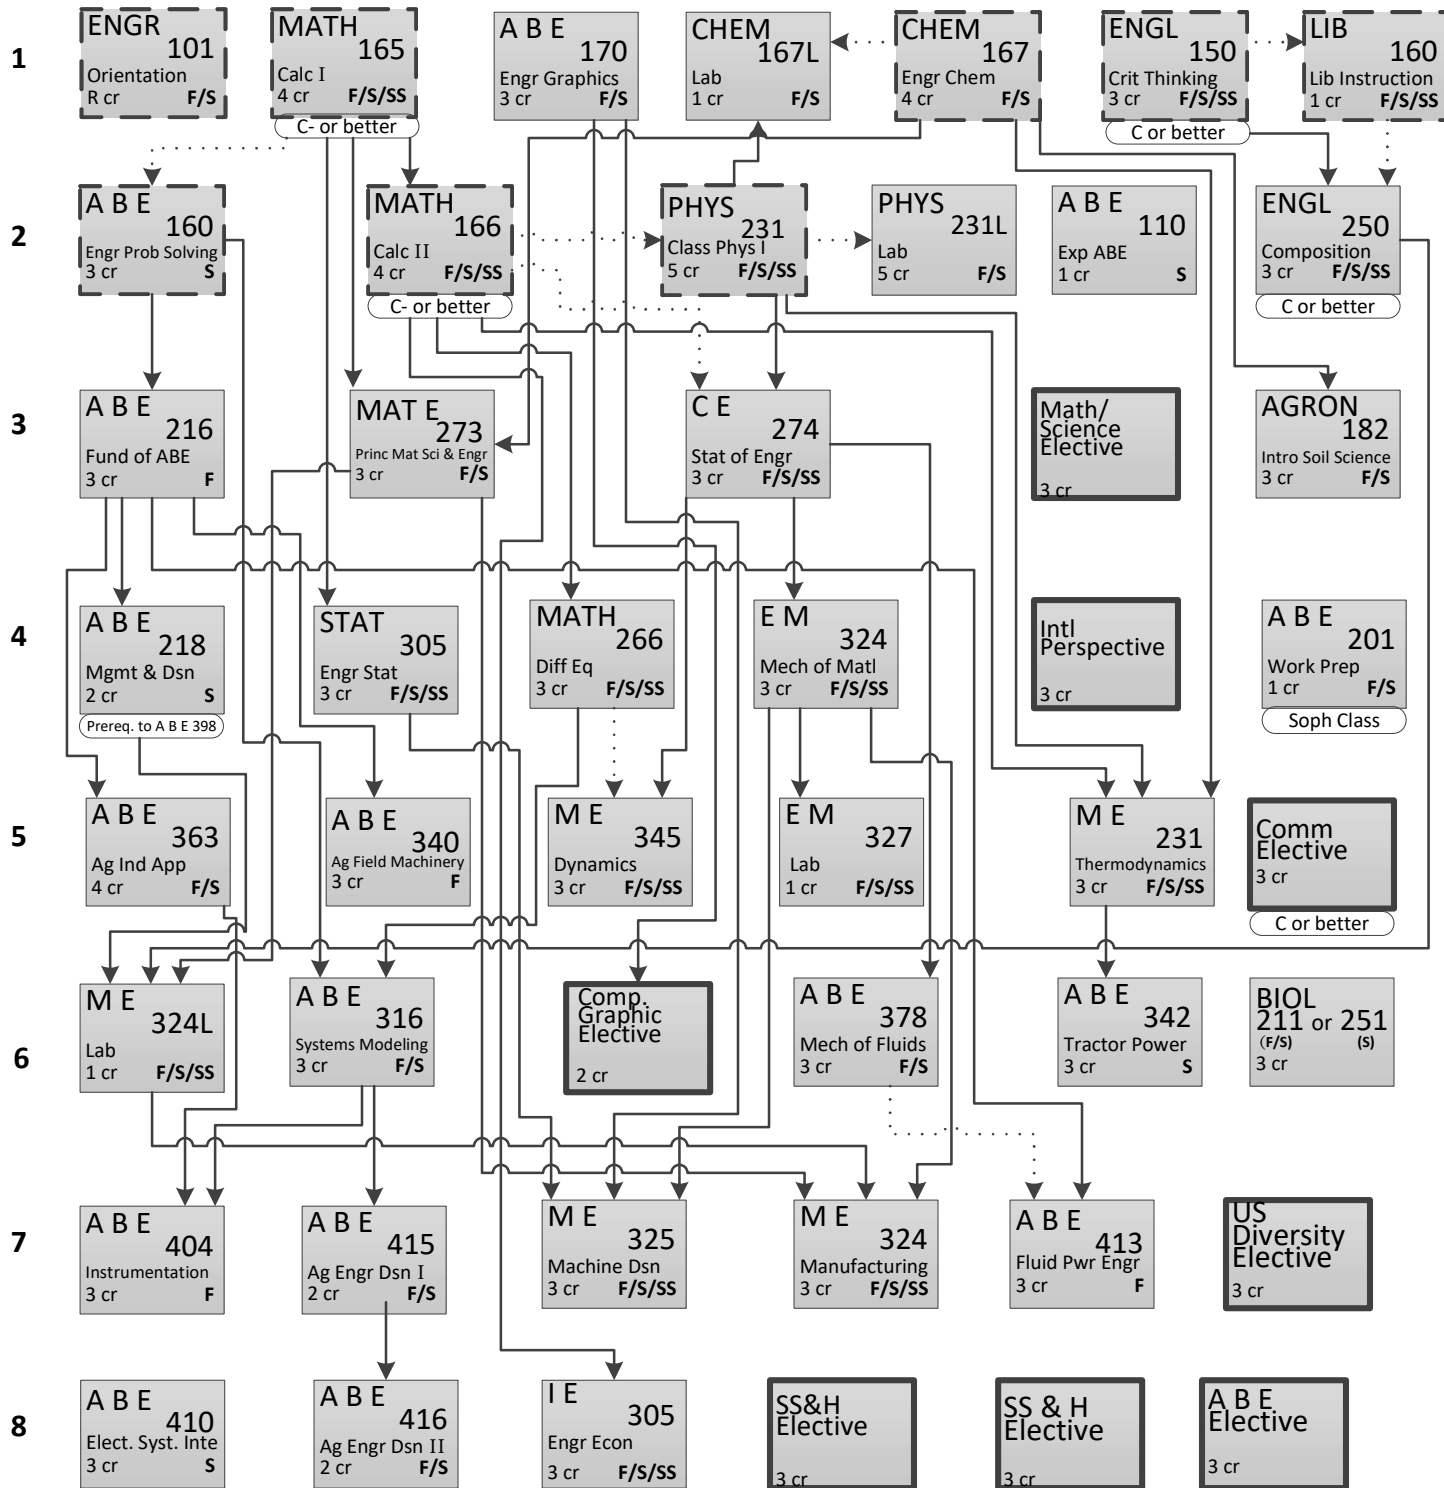 1
ENGR
101
Orientation
R cr F/S
MATH
165
Calc I
4 cr F/S/SS
C- or better
A B E
170
Engr Graphics
3 cr F/S
CHEM
167L
Lab
1 cr F/S
CHEM
167
Engr Chem
4 cr F/S
ENGL
150
Crit Thinking
3 cr F/S/SS
C or better
LIB
160
Lib Instruction
1 cr F/S/SS
2
A B E
160
Engr Prob Solving
3 cr S
MATH
166
Calc II
4 cr F/S/SS
C- or better
PHYS
231
Class Phys I
5 cr F/S/SS
PHYS
231L
Lab
5 cr F/S
A B E
110
Exp ABE
1 cr S
ENGL
250
Composition
3 cr F/S/SS
C or better
3
A B E
216
Fund of ABE
3 cr F
MAT E
273
Princ Mat Sci & Engr
3 cr F/S
C E
274
Stat of Engr
3 cr F/S/SS
Math/
Science
Elective
3 cr
AGRON
182
Intro Soil Science
3 cr F/S
4
A B E
218
Mgmt & Dsn
2 cr S
Prereq. to A B E 398
STAT
305
Engr Stat
3 cr F/S/SS
MATH
266
Diff Eq
3 cr F/S/SS
E M
324
Mech of Matl
3 cr F/S/SS
Intl
Perspective
3 cr
A B E
201
Work Prep
1 cr F/S
Soph Class
5
A B E
363
Ag Ind App
4 cr F/S
A B E
340
Ag Field Machinery
3 cr F
M E
345
Dynamics
3 cr F/S/SS
E M
327
Lab
1 cr F/S/SS
M E
231
Thermodynamics
3 cr F/S/SS
Comm
Elective
3 cr
C or better
6
M E
324L
Lab
1 cr F/S/SS
A B E
316
Systems Modeling
3 cr F/S
Comp.
Graphic
Elective
2 cr
A B E
378
Mech of Fluids
3 cr F/S
A B E
342
Tractor Power
3 cr S
BIOL
211 or 251
(F/S) (S)
3 cr
7
A B E
404
Instrumentation
3 cr F
A B E
415
Ag Engr Dsn I
2 cr F/S
M E
325
Machine Dsn
3 cr F/S/SS
M E
324
Manufacturing
3 cr F/S/SS
A B E
413
Fluid Pwr Engr
3 cr F
US
Diversity
Elective
3 cr
8
A B E
410
Elect. Syst. Inte
3 cr S
A B E
416
Ag Engr Dsn II
2 cr F/S
I E
305
Engr Econ
3 cr F/S/SS
SS&H
Elective
3 cr
SS & H
Elective
3 cr
A B E
Elective
3 cr